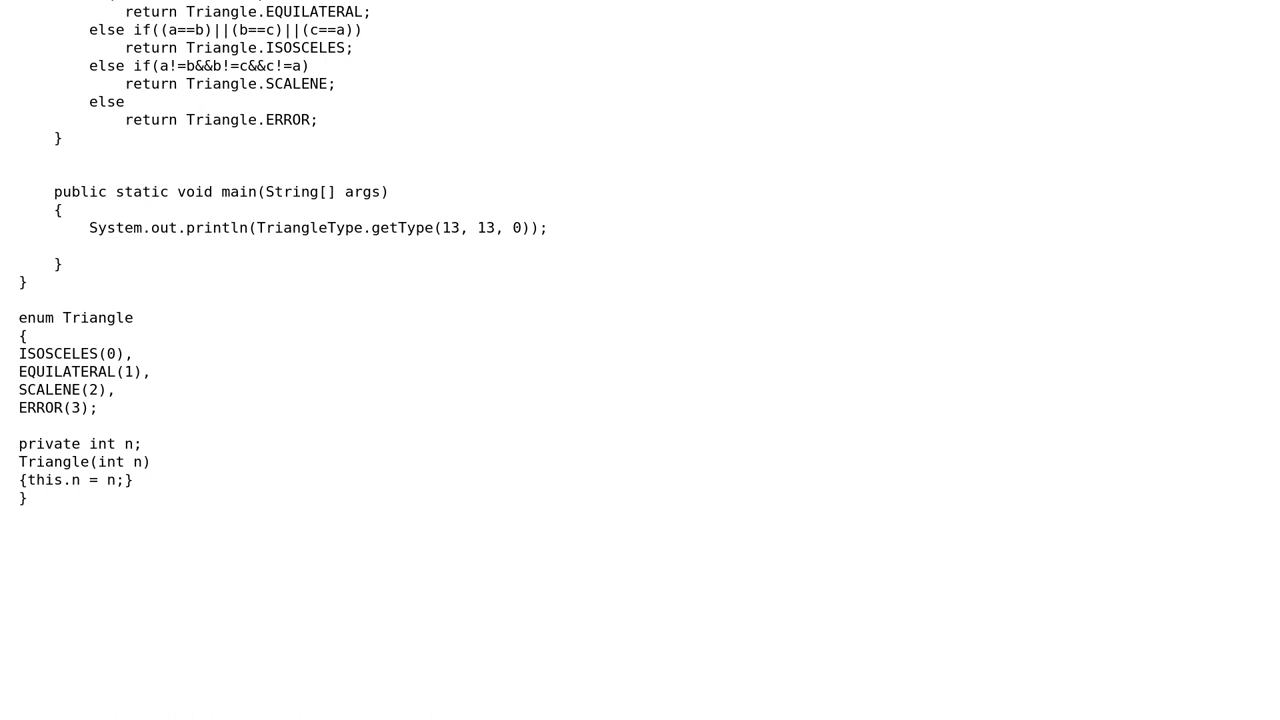 return Triangle.EQUILATERAL;
else if((a==b)||(b==c)||(c==a))
return Triangle.ISOSCELES;
else if(a!=b&&b!=c&&c!=a)
return Triangle.SCALENE;
else
return Triangle.ERROR;
}
public static void main(String[] args)
{
System.out.println(TriangleType.getType(13, 13, 0));
}
}
enum Triangle
{
ISOSCELES(0),
EQUILATERAL(1),
SCALENE(2),
ERROR(3);
private int n;
Triangle(int n)
{this.n = n;}
}